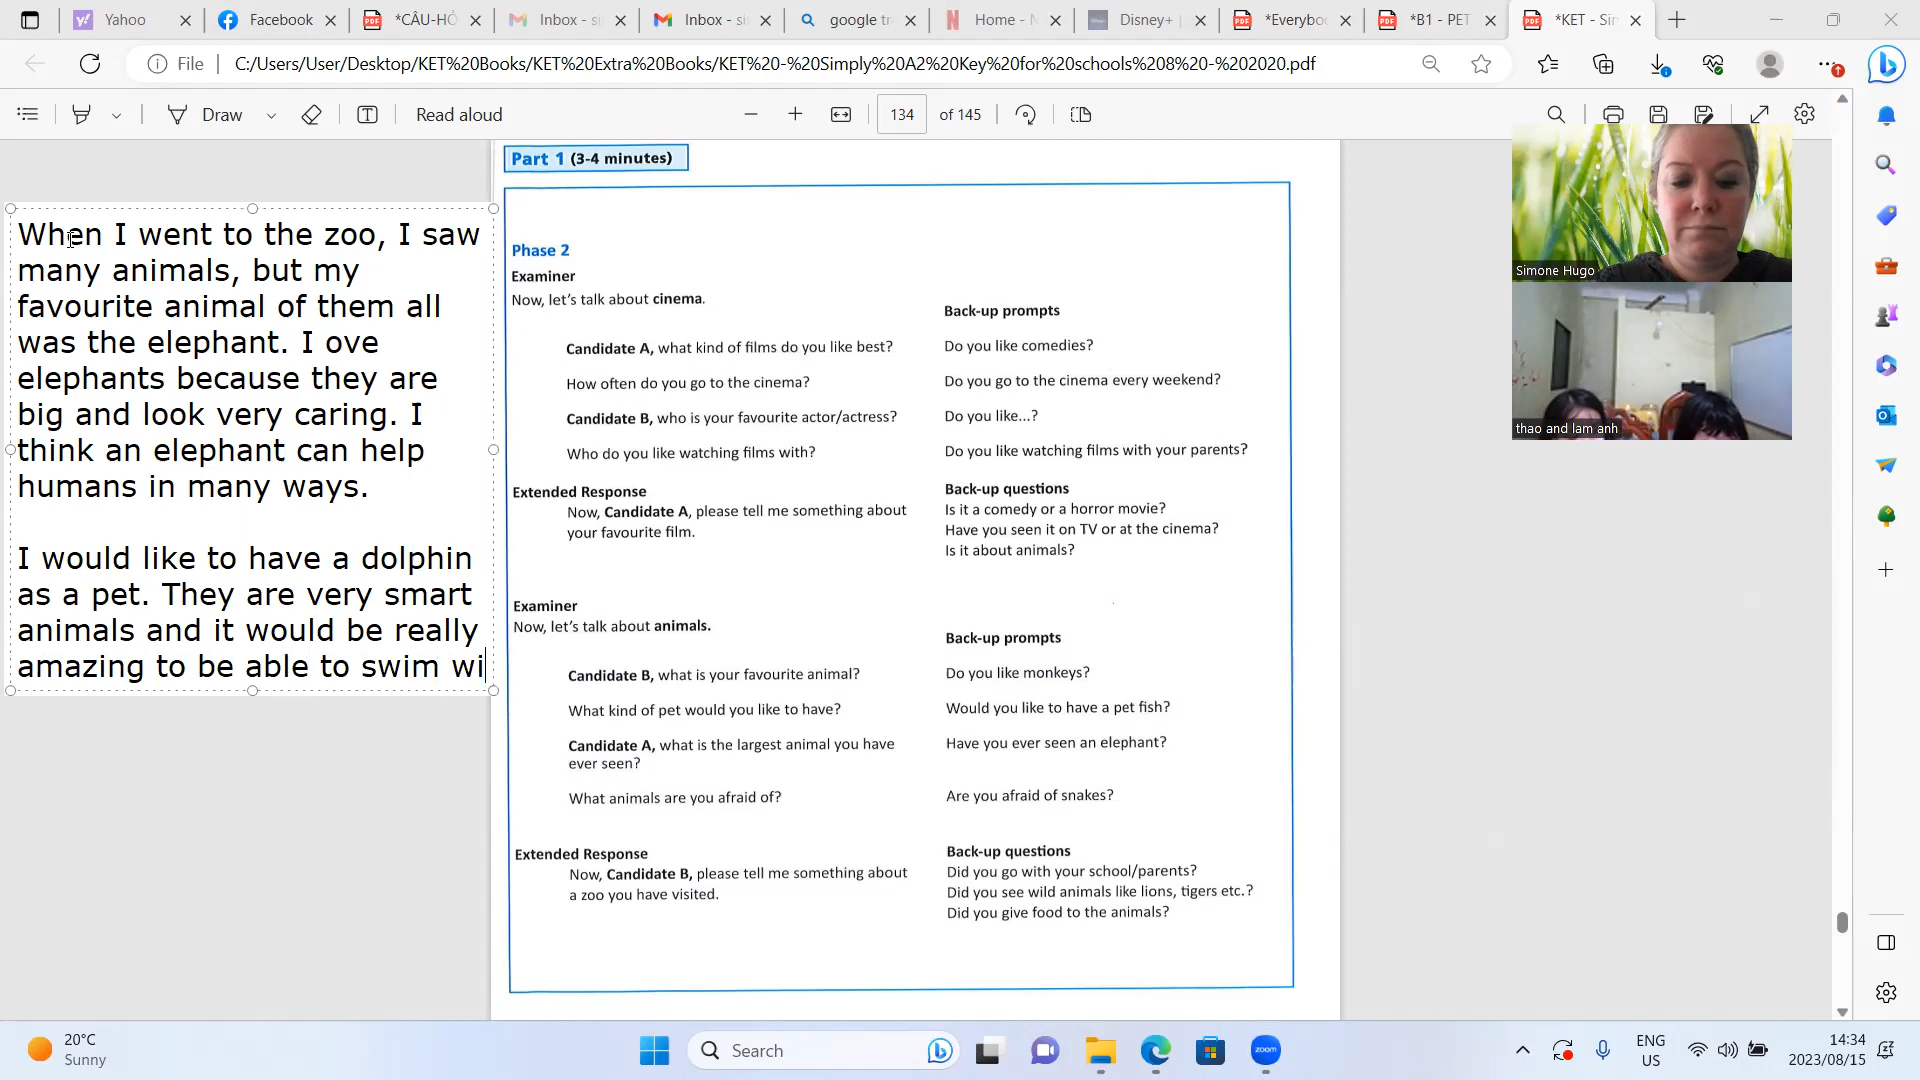 Yahoo
Facebook
*CÂU-HỎ
Inbox - si
Inbox - si
google tr
Home - N
Disney+ |
*Everybo
*B1 - PET
*KET - Sin
File
C:/Users/User/Desktop/KET%20Books/KET%20Extra%20Books/KET%20-%20Simply%20A2%20Key%20for%20schools%208%20-%202020.pdf
Draw
Read aloud
134 of 145
Part 1 (3-4 minutes)
When I went to the zoo, I saw
many animals, but my
favourite animal of them all
was the elephant. I ove
elephants because they are
big and look very caring. I
think an elephant can help
humans in many ways.
I would like to have a dolphin
as a pet. They are very smart
animals and it would be really
amazing to be able to swim wi
Phase 2
Examiner
Now, let's talk about cinema.
Back-up prompts
Candidate A, what kind of films do you like best?
Do you like comedies?
How often do you go to the cinema?
Do you go to the cinema every weekend?
Candidate B, who is your favourite actor/actress?
Do you like...?
Who do you like watching films with?
Do you like watching films with your parents?
Extended Response
Now, Candidate A, please tell me something about
your favourite film.
Back-up questions
Is it a comedy or a horror movie?
Have you seen it on TV or at the cinema?
Is it about animals?
Examiner
Now, let's talk about animals.
Back-up prompts
Candidate B, what is your favourite animal?
Do you like monkeys?
What kind of pet would you like to have?
Would you like to have a pet fish?
Candidate A, what is the largest animal you have
ever seen?
Have you ever seen an elephant?
What animals are you afraid of?
Are you afraid of snakes?
Extended Response
Now, Candidate B, please tell me something about
a zoo you have visited.
Back-up questions
Did you go with your school/parents?
Did you see wild animals like lions, tigers etc.?
Did you give food to the animals?
Simone Hugo
thao and lam anh
20°C
Sunny
Search
zoom
ENG
US
14:34
2023/08/15